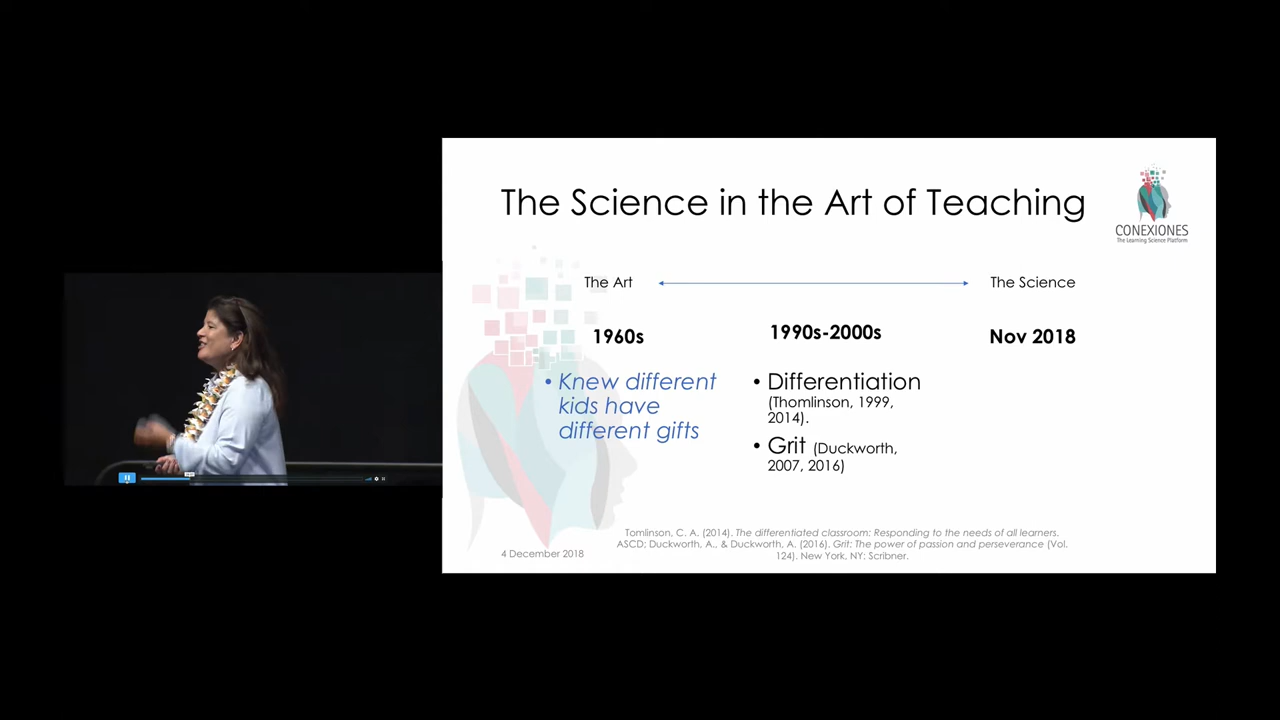 The Science in the Art of Teaching
CONEXIONES
The Learning Science Platform
The Art
The Science
1960s
1990s-2000s
Nov 2018
• Knew different
kids have
different gifts
• Differentiation
(Thomlinson, 1999,
2014).
• Grit (Duckworth,
2007, 2016)
Tomlinson, C. A. (2014). The differentiated classroom: Responding to the needs of all learners.
ASCD; Duckworth, A., & Duckworth, A. (2016). Grit: The power of passion and perseverance (Vol.
124). New York, NY: Scribner.
4 December 2018